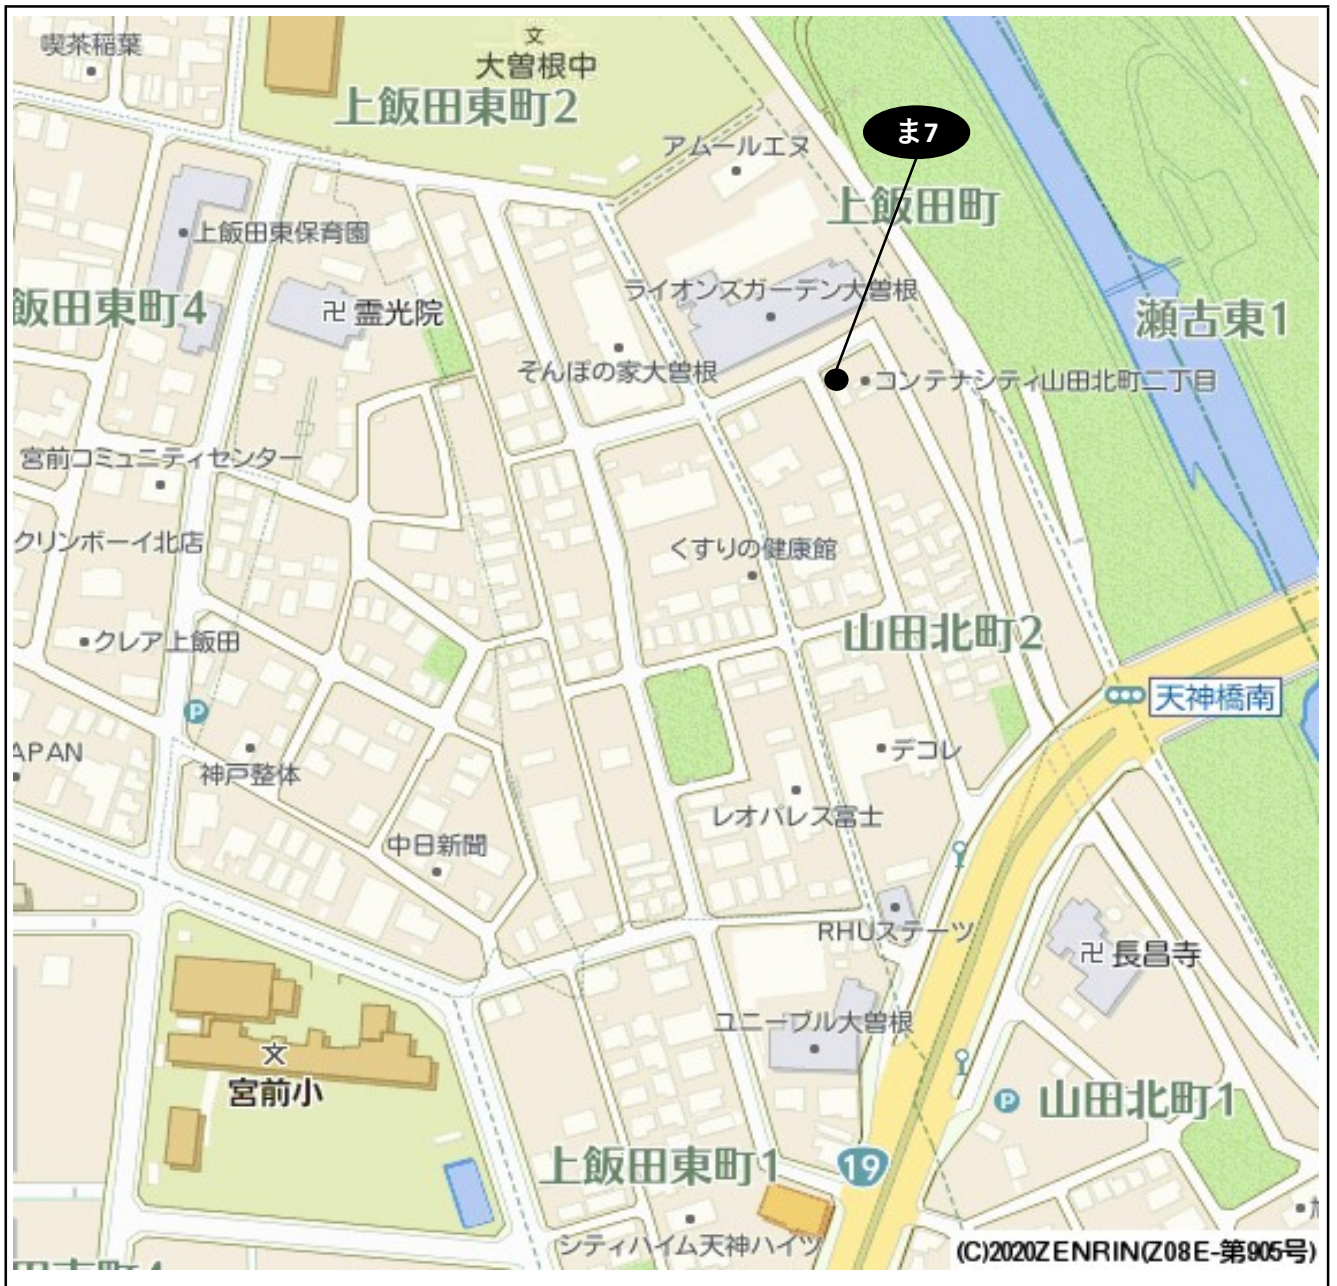 喫茶稲葉
文
大曽根中
上飯田東町2
アムールエヌ
ま7
上飯田町
上飯田東保育園
ライオンズガーデン大曽根
飯田東町4
卍 霊光院
瀬古東1
そんぽの家大曽根
コンテナシティ山田北町二丁目
宮前コミュニティセンター
クリンボーイ北店
くすりの健康館
クレア上飯田
山田北町2
天神橋南
P
APAN
神戸整体
デコレ
レオパレス富士
中日新聞
RHUステーツ
卍 長昌寺
ユニーブル大曽根
文
宮前小
P
山田北町1
上飯田東町1
19
シティハイム天神ハイツ
(C)2020ZENRIN(Z08E-第905号)